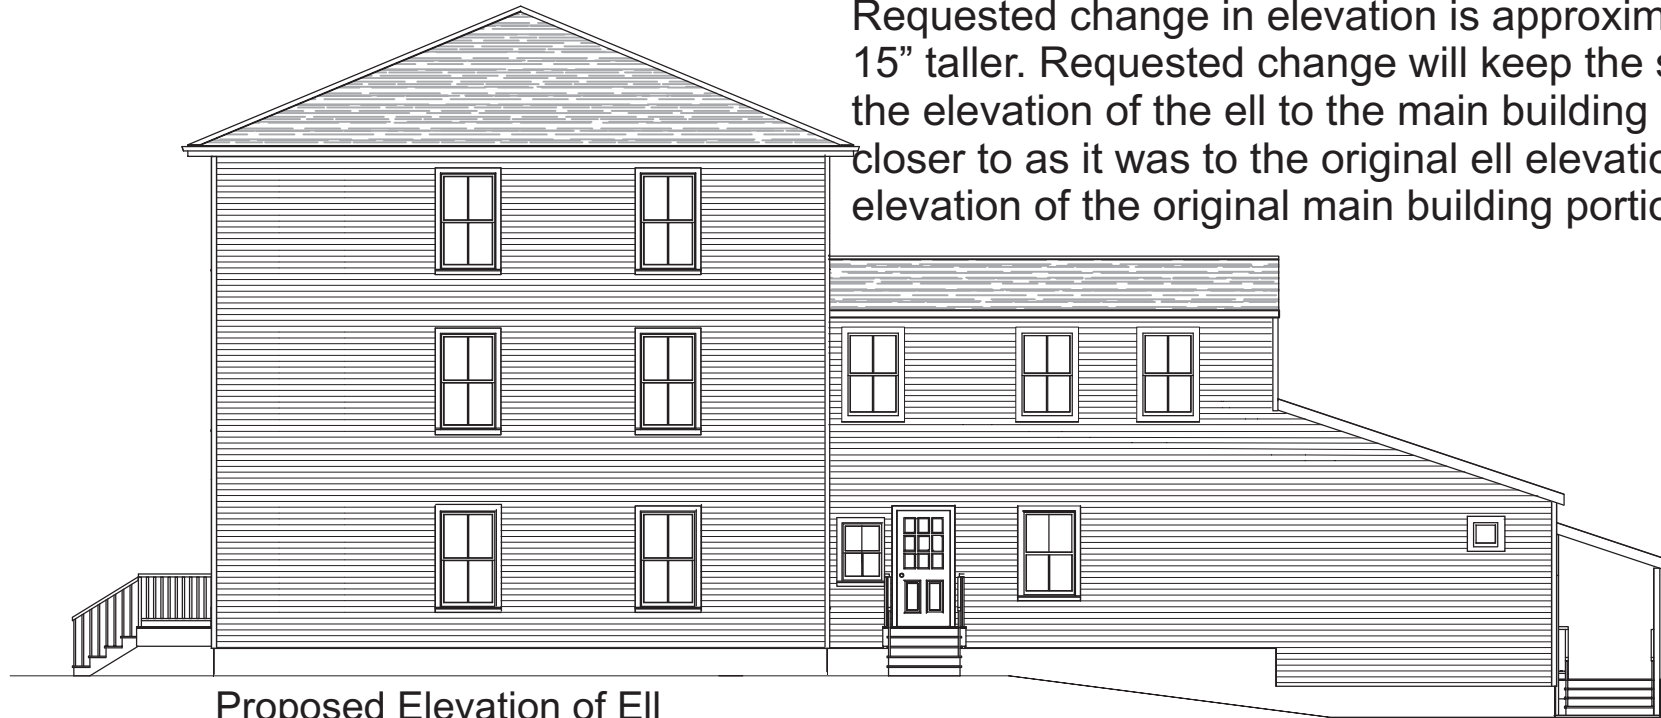 Requested change in elevation is approxim
15” taller. Requested change will keep the s
the elevation of the ell to the main building
closer to as it was to the original ell elevatio
elevation of the original main building portio
Proposed Elevation of Ell